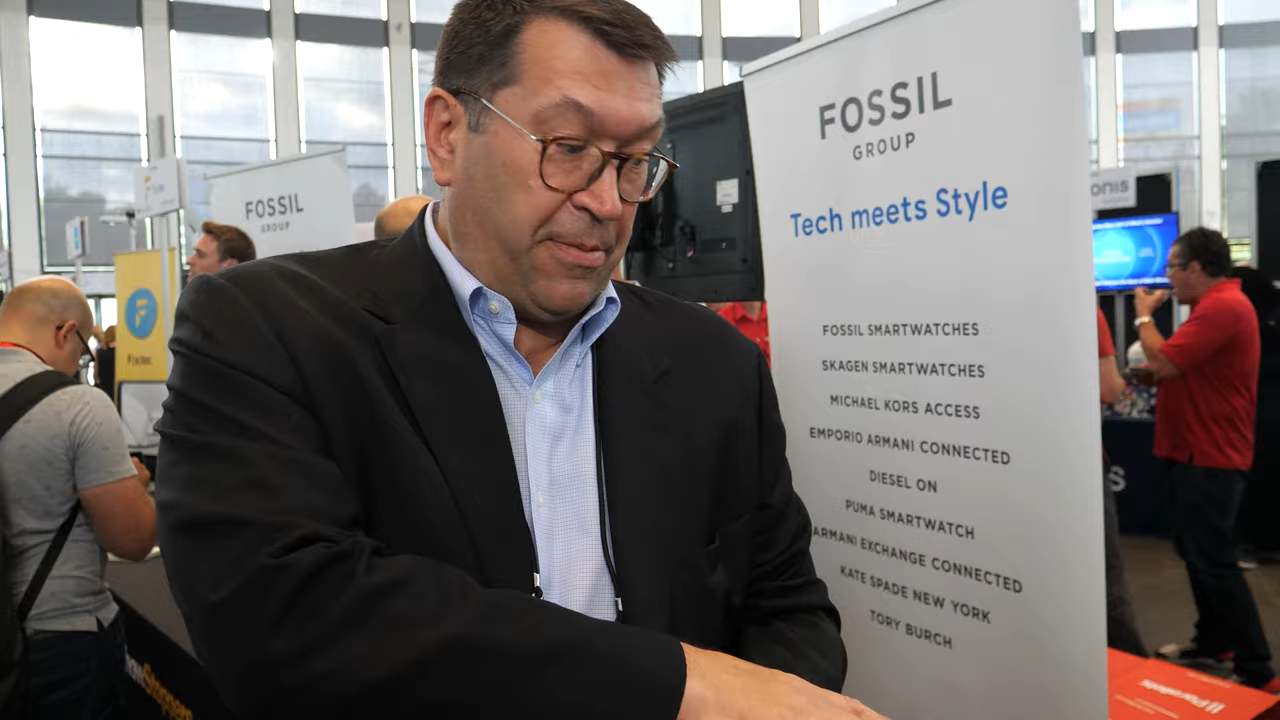 FOSSIL
GROUP
Tech meets Style
FOSSIL SMARTWATCHES
SKAGEN SMARTWATCHES
MICHAEL KORS ACCESS
EMPORIO ARMANI CONNECTED
DIESEL ON
PUMA SMARTWATCH
ARMANI EXCHANGE CONNECTED
KATE SPADE NEW YORK
TORY BURCH
FOSSIL
GROUP
onis